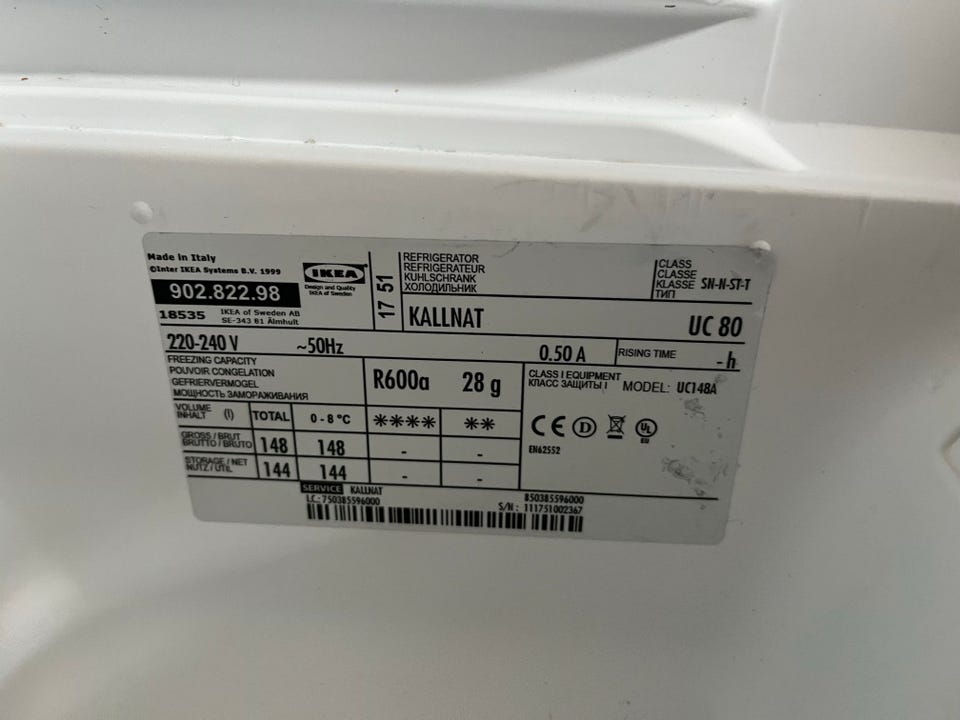 Made in Italy
©Inter IKEA Systems B.V. 1999
902.822.98
18535
IKEA of Sweden AB
SE-343 81 Älmhult
IKEA
Design and Quality
IKEA of Sweden
17 51
REFRIGERATOR
REFRIGERATEUR
KUHLSCHRANK
ХОЛОДИЛЬНИК
CLASS
CLASSE
KLASSE
ТИП
SN-N-ST-T
KALLNAT UC 80
220-240 V ~50Hz 0.50 A
RISING TIME - h
FREEZING CAPACITY
POUVOIR CONGELATION
GEFRIERVERMOGEL
МОЩНОСТЬ ЗАМОРАЖИВАНИЯ
R600a 28 g
CLASS I EQUIPMENT
КЛАСС ЗАЩИТЫ I
MODEL: UC148A
VOLUME
INHALT (l)
TOTAL 0 - 8 °C **** **
GROSS / BRUT
BRUTTO / BRUTO
148 148 - -
STORAGE / NET
NUTZ / UTIL
144 144 - -
CE D UL
EU
EN62552
SERVICE KALLNAT
LC.: 750385596000
850385596000
S/N : 111751002367